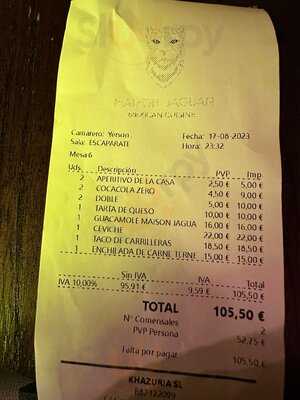 MAISON JAGUAR
MEXICAN CUISINE
Camarero: Yerson
Fecha: 17-08-2023
Sala: ESCAPARATE
Hora: 23:32
Mesa 6
Uds. Descripción PVP Imp
2 APERITIVO DE LA CASA 2,50 € 5,00 €
2 COCACOLA ZERO 4,50 € 9,00 €
2 DOBLE 5,00 € 10,00 €
1 TARTA DE QUESO 10,00 € 10,00 €
1 GUACAMOLE MAISON JAGUA 16,00 € 16,00 €
1 CEVICHE 22,00 € 22,00 €
1 TACO DE CARRILLERAS 18,50 € 18,50 €
1 ENCHILADA DE CARNE TERNE 15,00 € 15,00 €
Sin IVA IVA Total
IVA 10,00% 95,91 € 9,59 € 105,50 €
TOTAL 105,50 €
Nº Comensales 2
PVP Persona 52,75 €
Falta por pagar 105,50 €
KHAZURIA SL